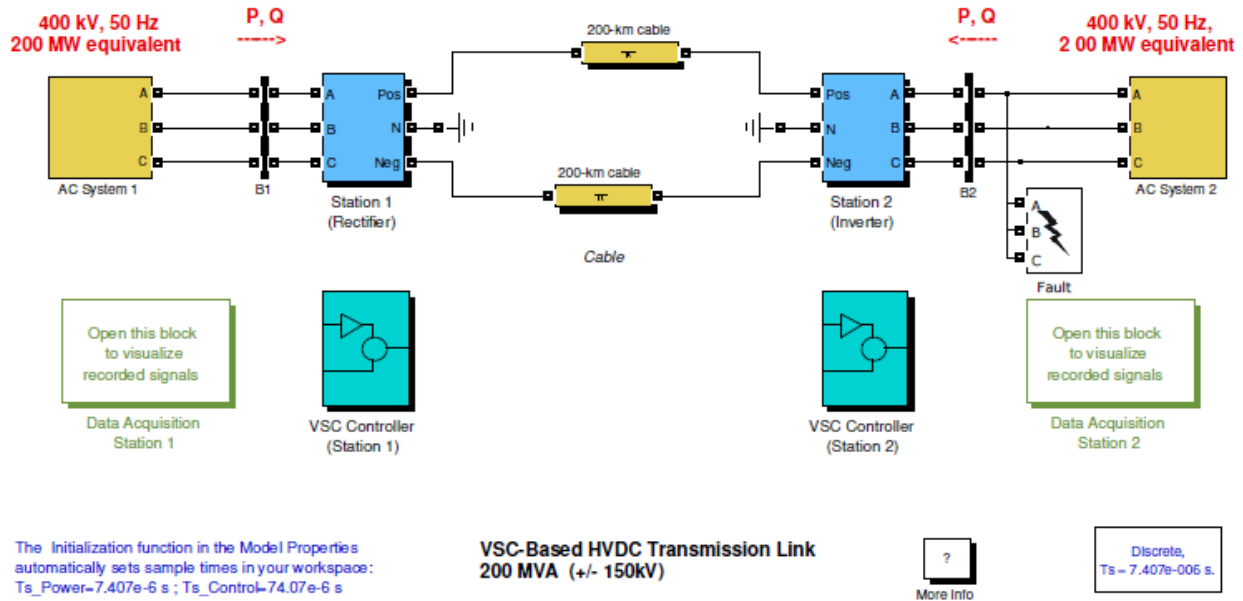 400 kV, 50 Hz
200 MW equivalent
P, Q
------>
200-km cable
P, Q
<------
400 kV, 50 Hz,
2 00 MW equivalent
A
B
C
AC System 1
B1
A
B
C
Pos
N
Neg
Station 1
(Rectifier)
200-km cable
Cable
Pos
N
Neg
A
B
C
Station 2
(Inverter)
B2
A
B
C
AC System 2
A
B
C
Fault
Open this block
to visualize
recorded signals
Data Acquisition
Station 1
VSC Controller
(Station 1)
VSC Controller
(Station 2)
Open this block
to visualize
recorded signals
Data Acquisition
Station 2
The Initialization function in the Model Properties
automatically sets sample times in your workspace:
Ts_Power=7.407e-6 s ; Ts_Control=74.07e-6 s
VSC-Based HVDC Transmission Link
200 MVA (+/- 150kV)
?
More Info
Discrete,
Ts = 7.407e-006 s.